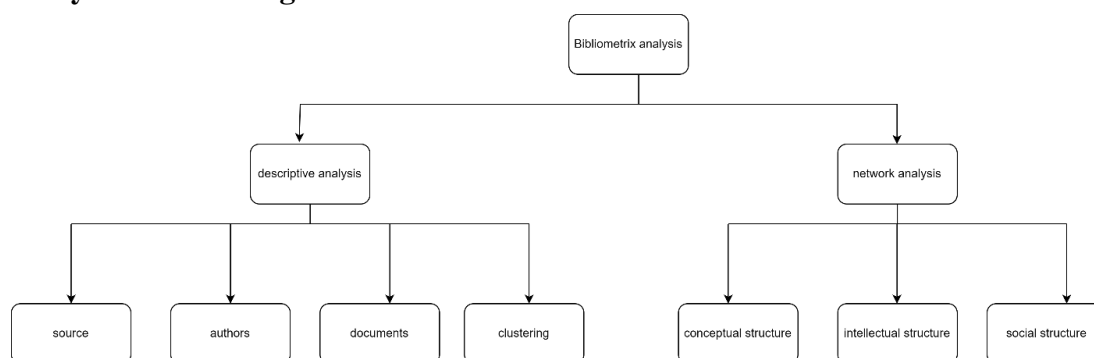 Bibliometrix analysis
descriptive analysis
network analysis
source
authors
documents
clustering
conceptual structure
intellectual structure
social structure